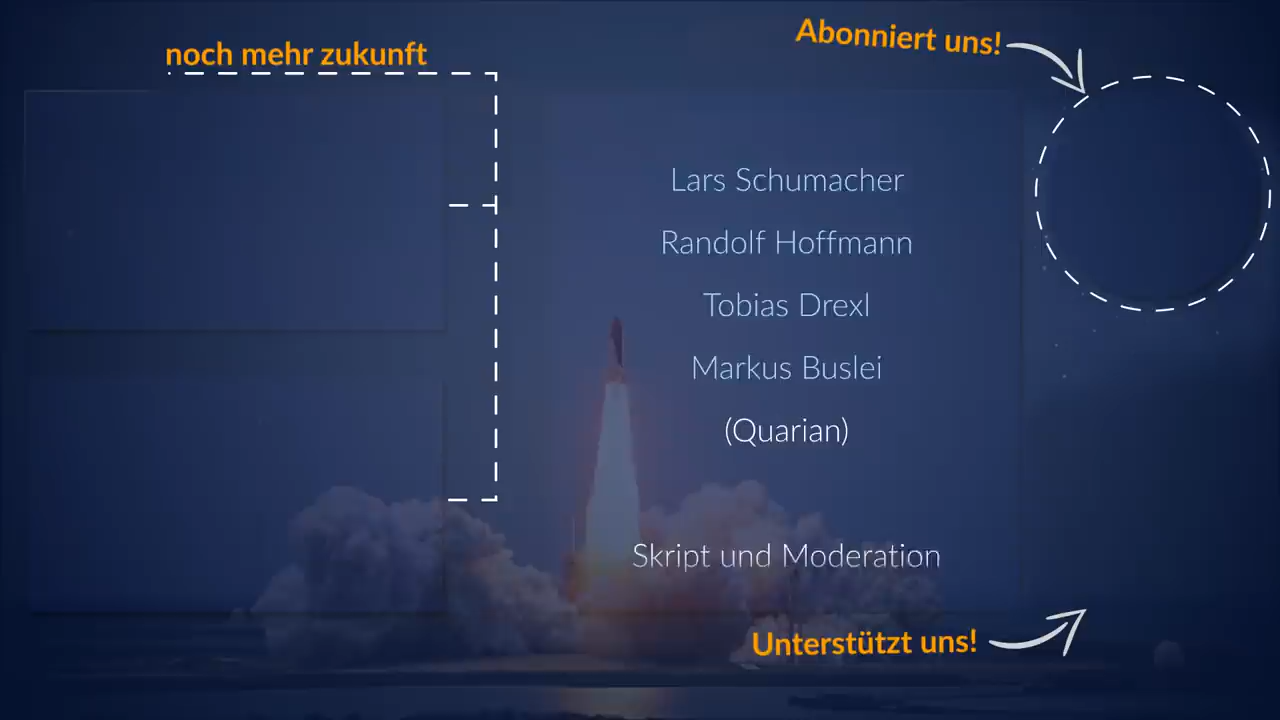 noch mehr zukunft
Abonniert uns!
Lars Schumacher
Randolf Hoffmann
Tobias Drexl
Markus Buslei
(Quarian)
Skript und Moderation
Unterstützt uns!